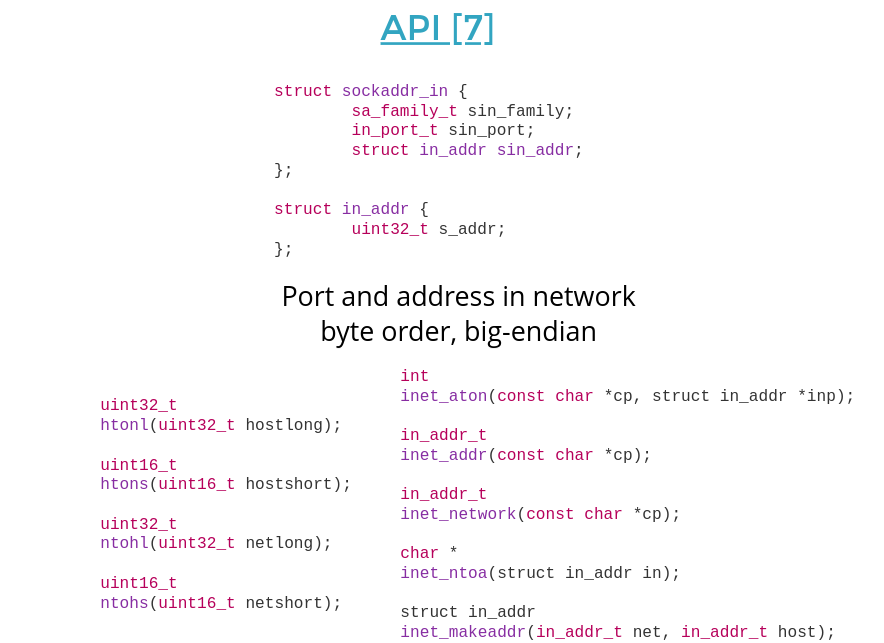 API [7]
struct sockaddr_in {
        sa_family_t sin_family;
        in_port_t sin_port;
        struct in_addr sin_addr;
};

struct in_addr {
        uint32_t s_addr;
};
Port and address in network
byte order, big-endian
uint32_t
htonl(uint32_t hostlong);

uint16_t
htons(uint16_t hostshort);

uint32_t
ntohl(uint32_t netlong);

uint16_t
ntohs(uint16_t netshort);
int
inet_aton(const char *cp, struct in_addr *inp);

in_addr_t
inet_addr(const char *cp);

in_addr_t
inet_network(const char *cp);

char *
inet_ntoa(struct in_addr in);

struct in_addr
inet_makeaddr(in_addr_t net, in_addr_t host);